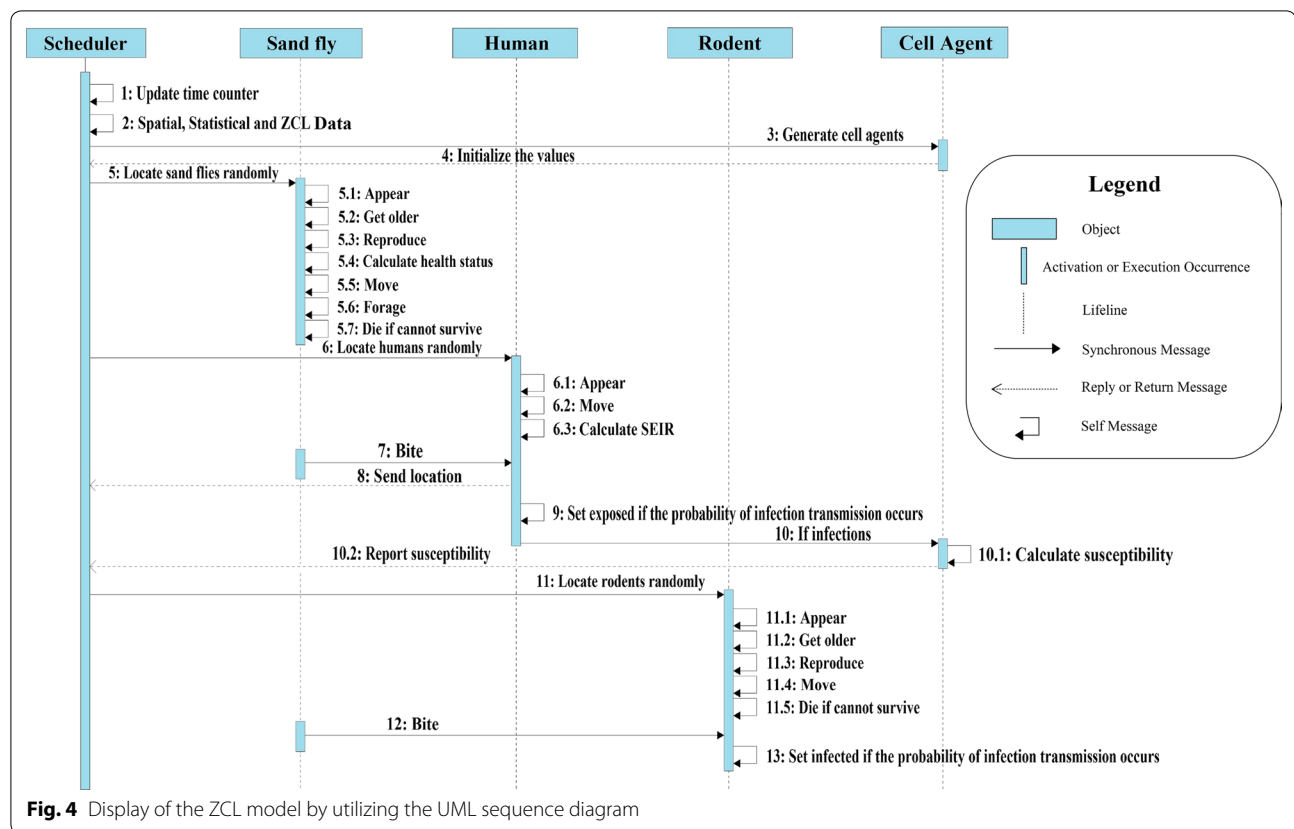 Scheduler
Sand fly
Human
Rodent
Cell Agent
1: Update time counter
2: Spatial, Statistical and ZCL Data
3: Generate cell agents
4: Initialize the values
5: Locate sand flies randomly
5.1: Appear
5.2: Get older
5.3: Reproduce
5.4: Calculate health status
5.5: Move
5.6: Forage
5.7: Die if cannot survive
6: Locate humans randomly
6.1: Appear
6.2: Move
6.3: Calculate SEIR
7: Bite
8: Send location
9: Set exposed if the probability of infection transmission occurs
10: If infections
10.1: Calculate susceptibility
10.2: Report susceptibility
11: Locate rodents randomly
11.1: Appear
11.2: Get older
11.3: Reproduce
11.4: Move
11.5: Die if cannot survive
12: Bite
13: Set infected if the probability of infection transmission occurs
Legend
Object
Activation or Execution Occurrence
Lifeline
Synchronous Message
Reply or Return Message
Self Message
Fig. 4 Display of the ZCL model by utilizing the UML sequence diagram